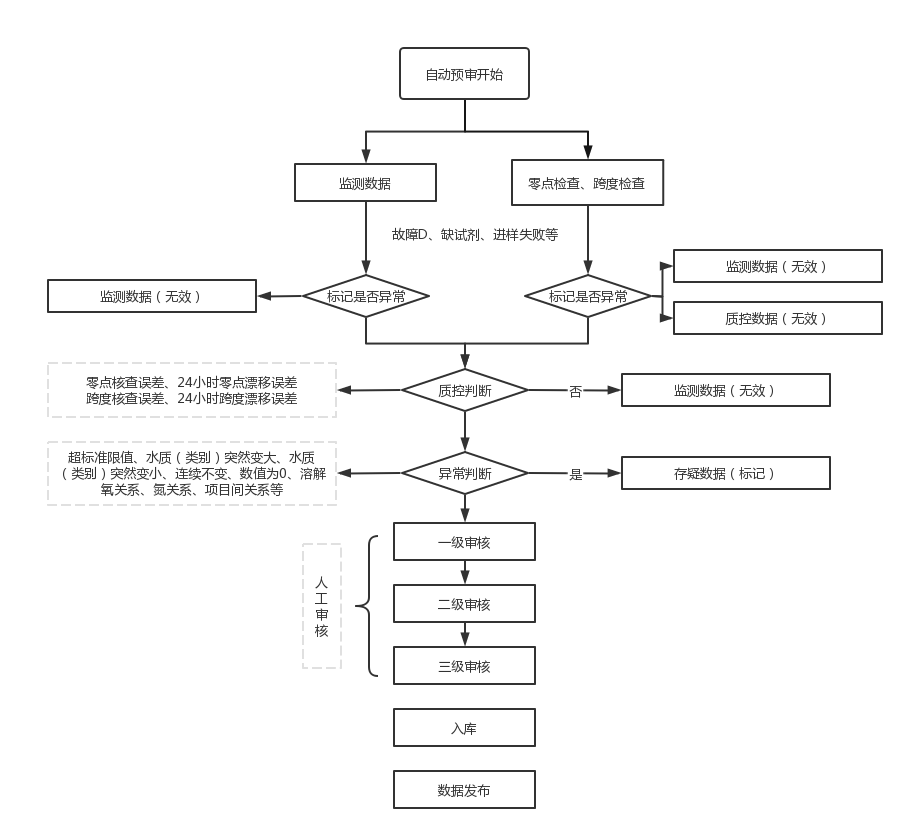 自动预审开始
监测数据
零点检查、跨度检查
故障D、缺试剂、进样失败等
监测数据（无效）
监测数据（无效）
标记是否异常
标记是否异常
质控数据（无效）
零点核查误差、24小时零点漂移误差
跨度核查误差、24小时跨度漂移误差
质控判断
否
监测数据（无效）
超标准限值、水质（类别）突然变大、水质
（类别）突然变小、连续不变、数值为0、溶解
氧关系、氮关系、项目间关系等
异常判断
是
存疑数据（标记）
一级审核
人
工
审
核
二级审核
三级审核
入库
数据发布